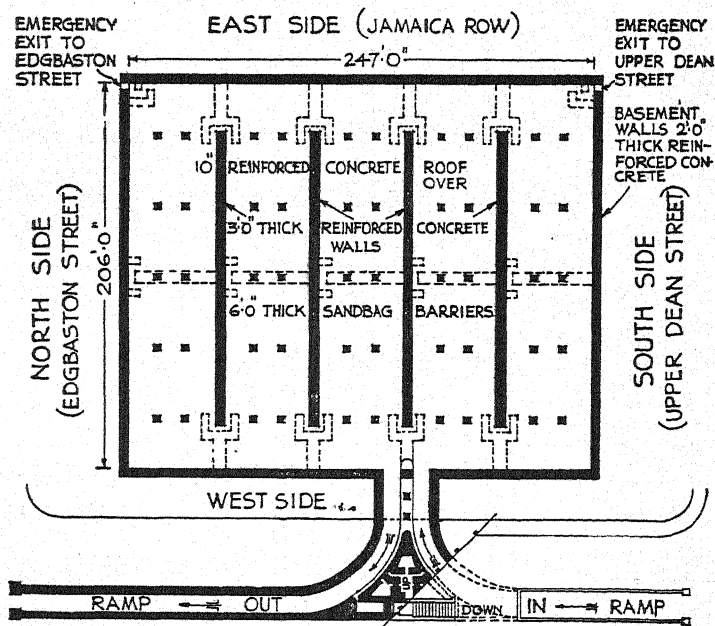 EAST SIDE (JAMAICA ROW)
EMERGENCY
EXIT TO
EDGBASTON
STREET
247'0"
EMERGENCY
EXIT TO
UPPER DEAN
STREET
BASEMENT
WALLS 2'0"
THICK REIN-
FORCED CON-
CRETE
10" REINFORCED CONCRETE ROOF
OVER
3'0" THICK REINFORCED CONCRETE
WALLS
6'0" THICK SANDBAG BARRIERS
206'0"
NORTH SIDE
(EDGBASTON STREET)
SOUTH SIDE
(UPPER DEAN STREET)
WEST SIDE
RAMP OUT
UP
DOWN
IN RAMP